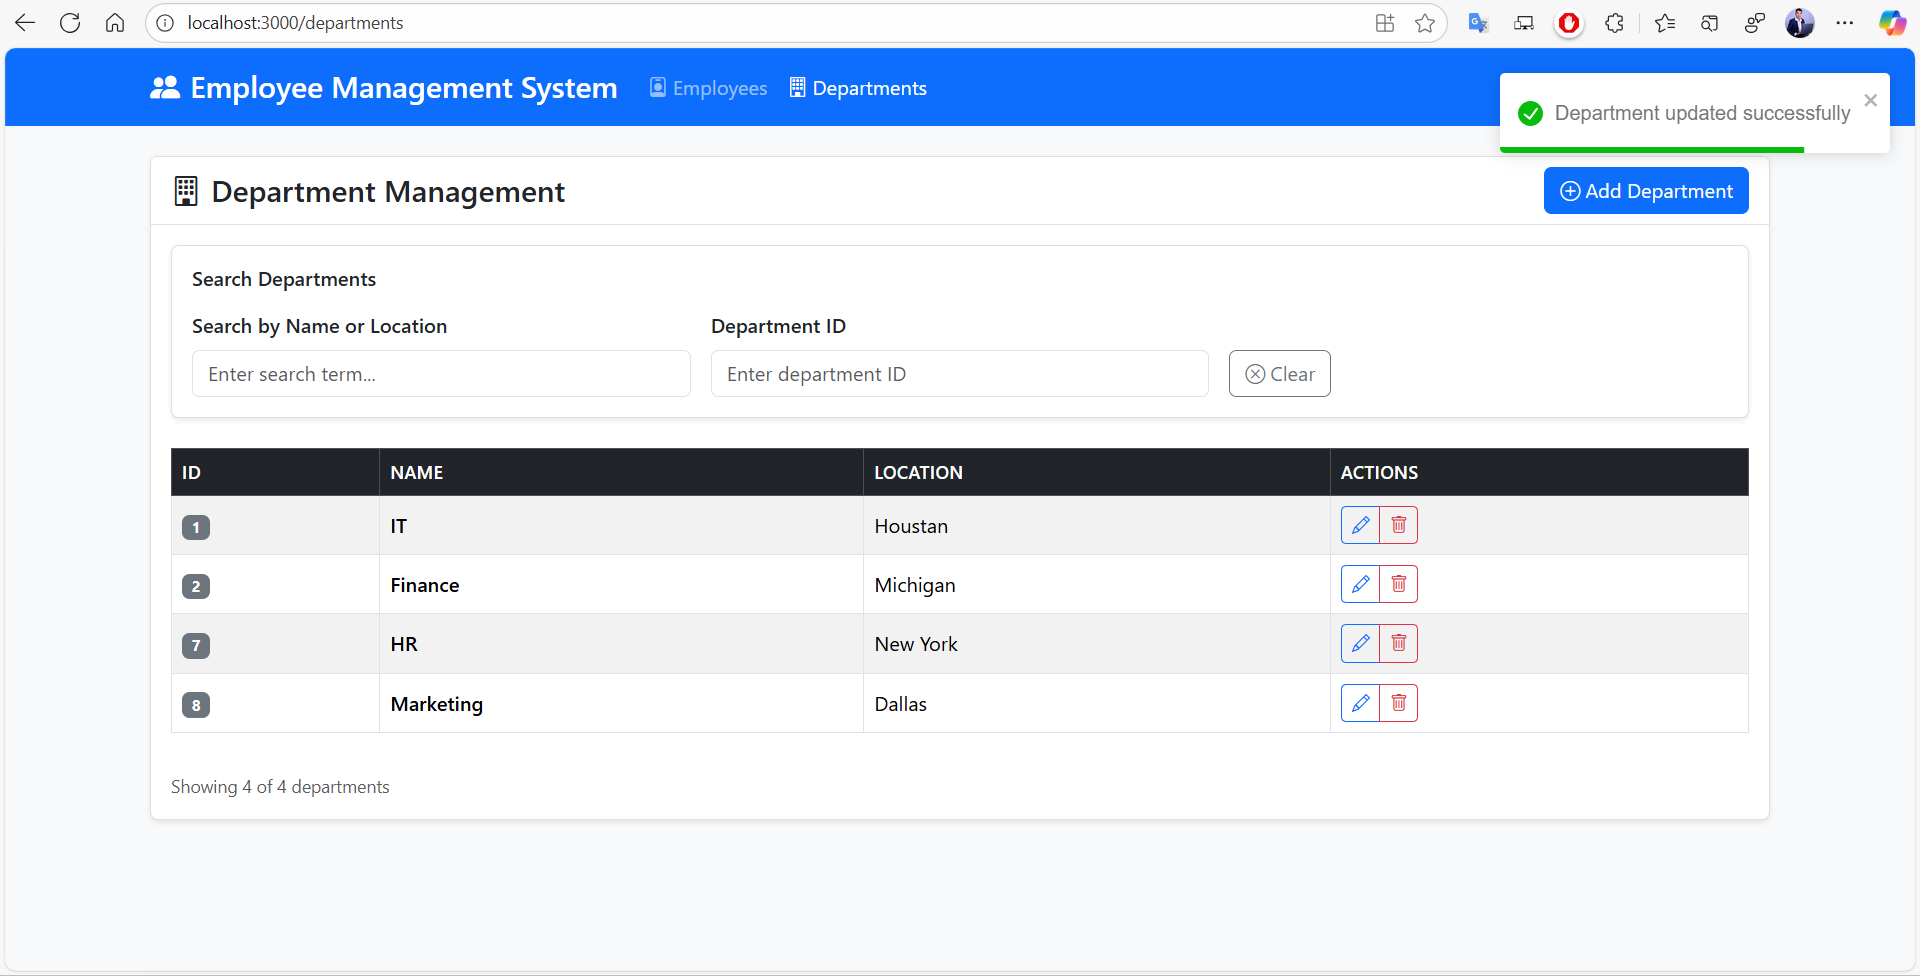 localhost:3000/departments
Employee Management System Employees Departments
Department updated successfully
Department Management
Add Department
Search Departments
Search by Name or Location Department ID
Enter search term... Enter department ID Clear
ID NAME LOCATION ACTIONS
1 IT Houstan
2 Finance Michigan
7 HR New York
8 Marketing Dallas
Showing 4 of 4 departments